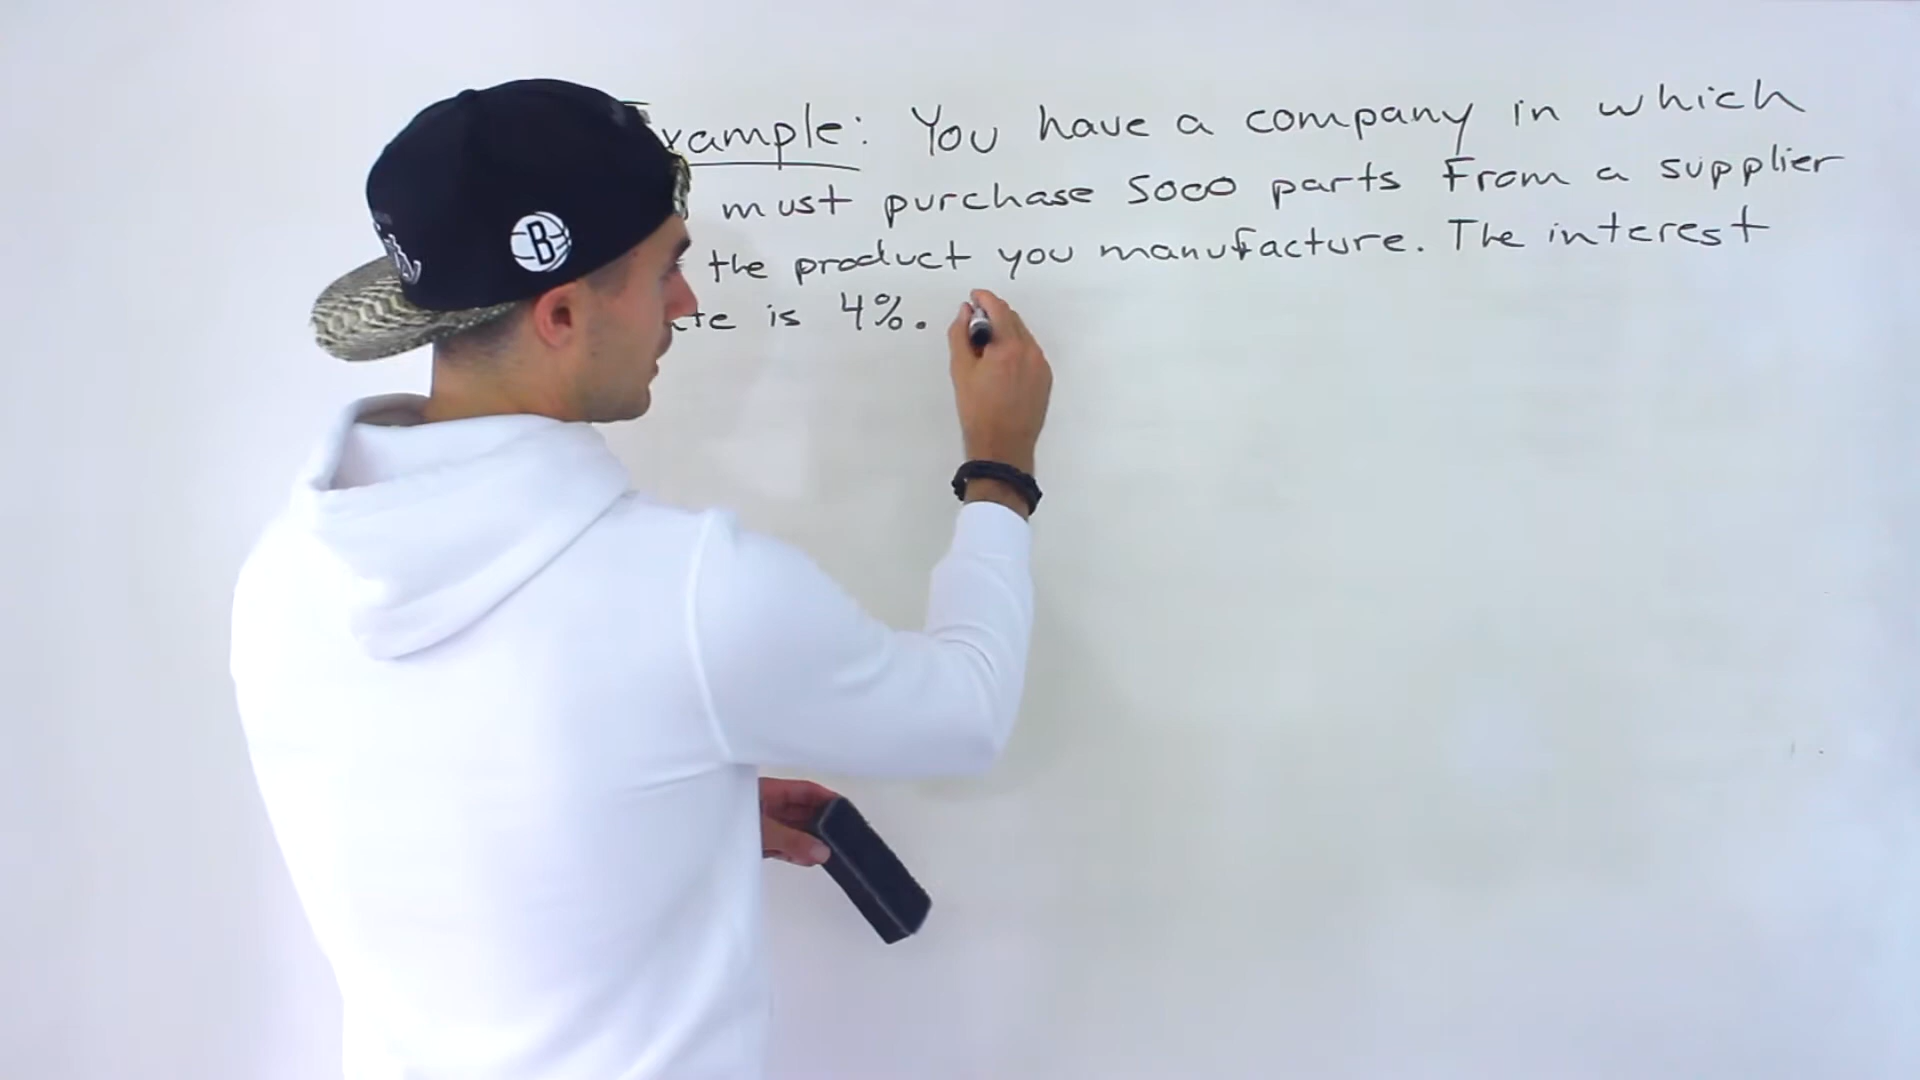 Example: You have a company in which
must purchase 5000 parts From a supplier
the product you manufacture. The interest
is 4%.
B